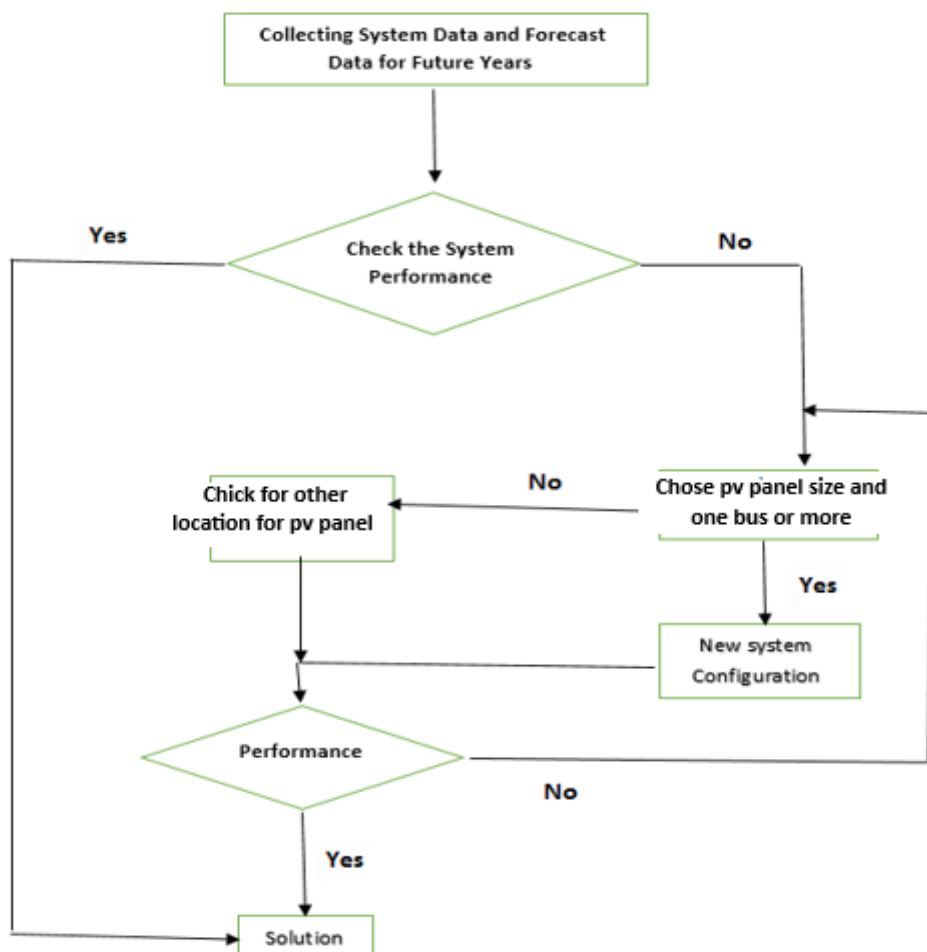 Collecting System Data and Forecast
Data for Future Years
Yes
No
Check the System
Performance
No
Chick for other
location for pv panel
Chose pv panel size and
one bus or more
Yes
New system
Configuration
Performance
No
Yes
Solution